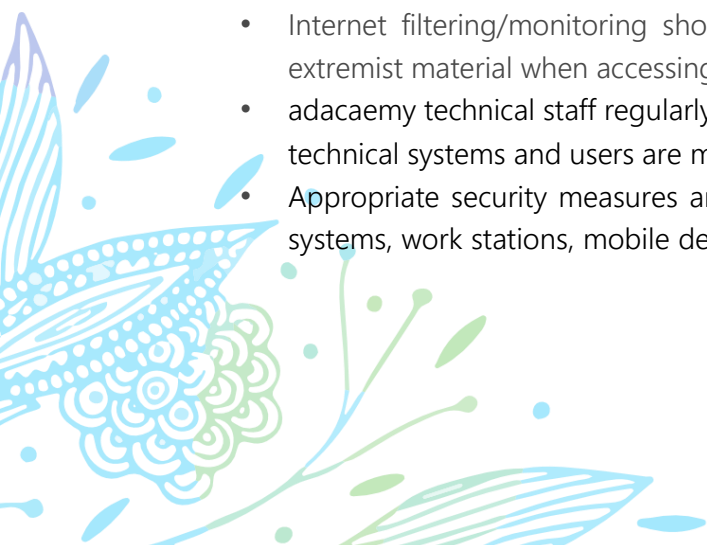 • Internet filtering/monitoring sho
extremist material when accessing
• adacaemy technical staff regularly
technical systems and users are m
• Appropriate security measures a
systems, work stations, mobile de